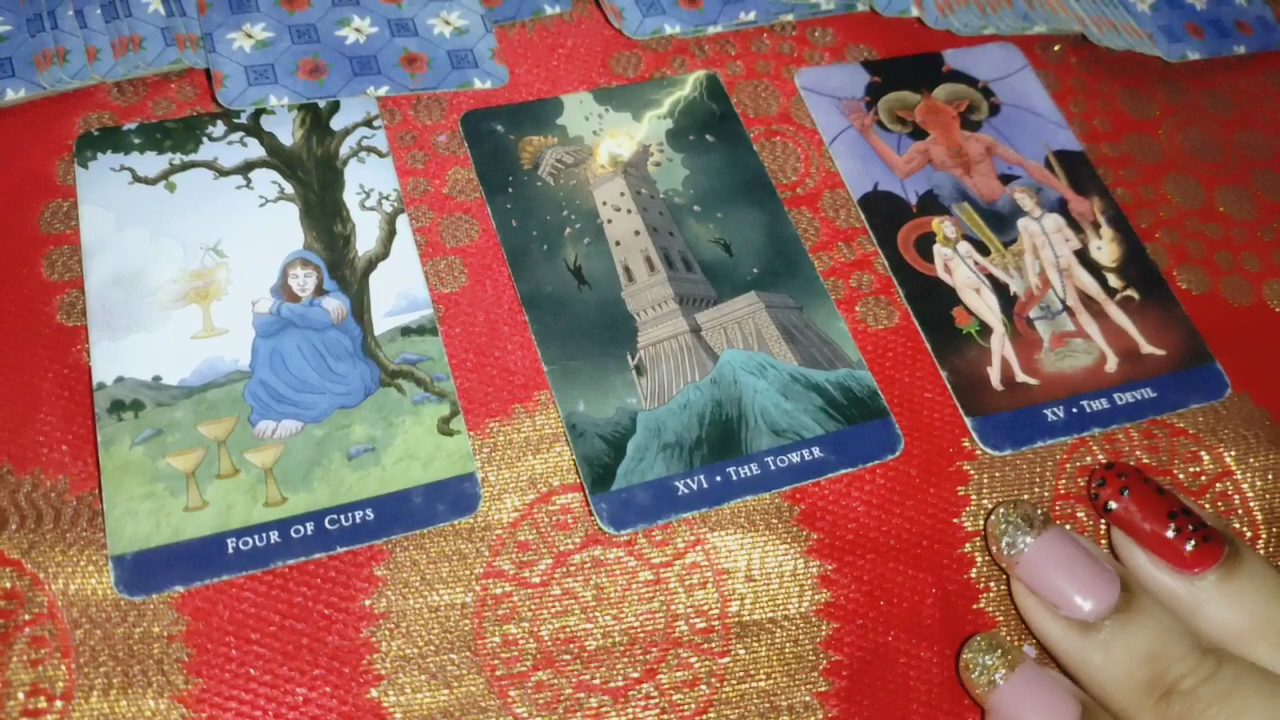 FOUR OF CUPS
XVI • THE TOWER
XV • THE DEVIL